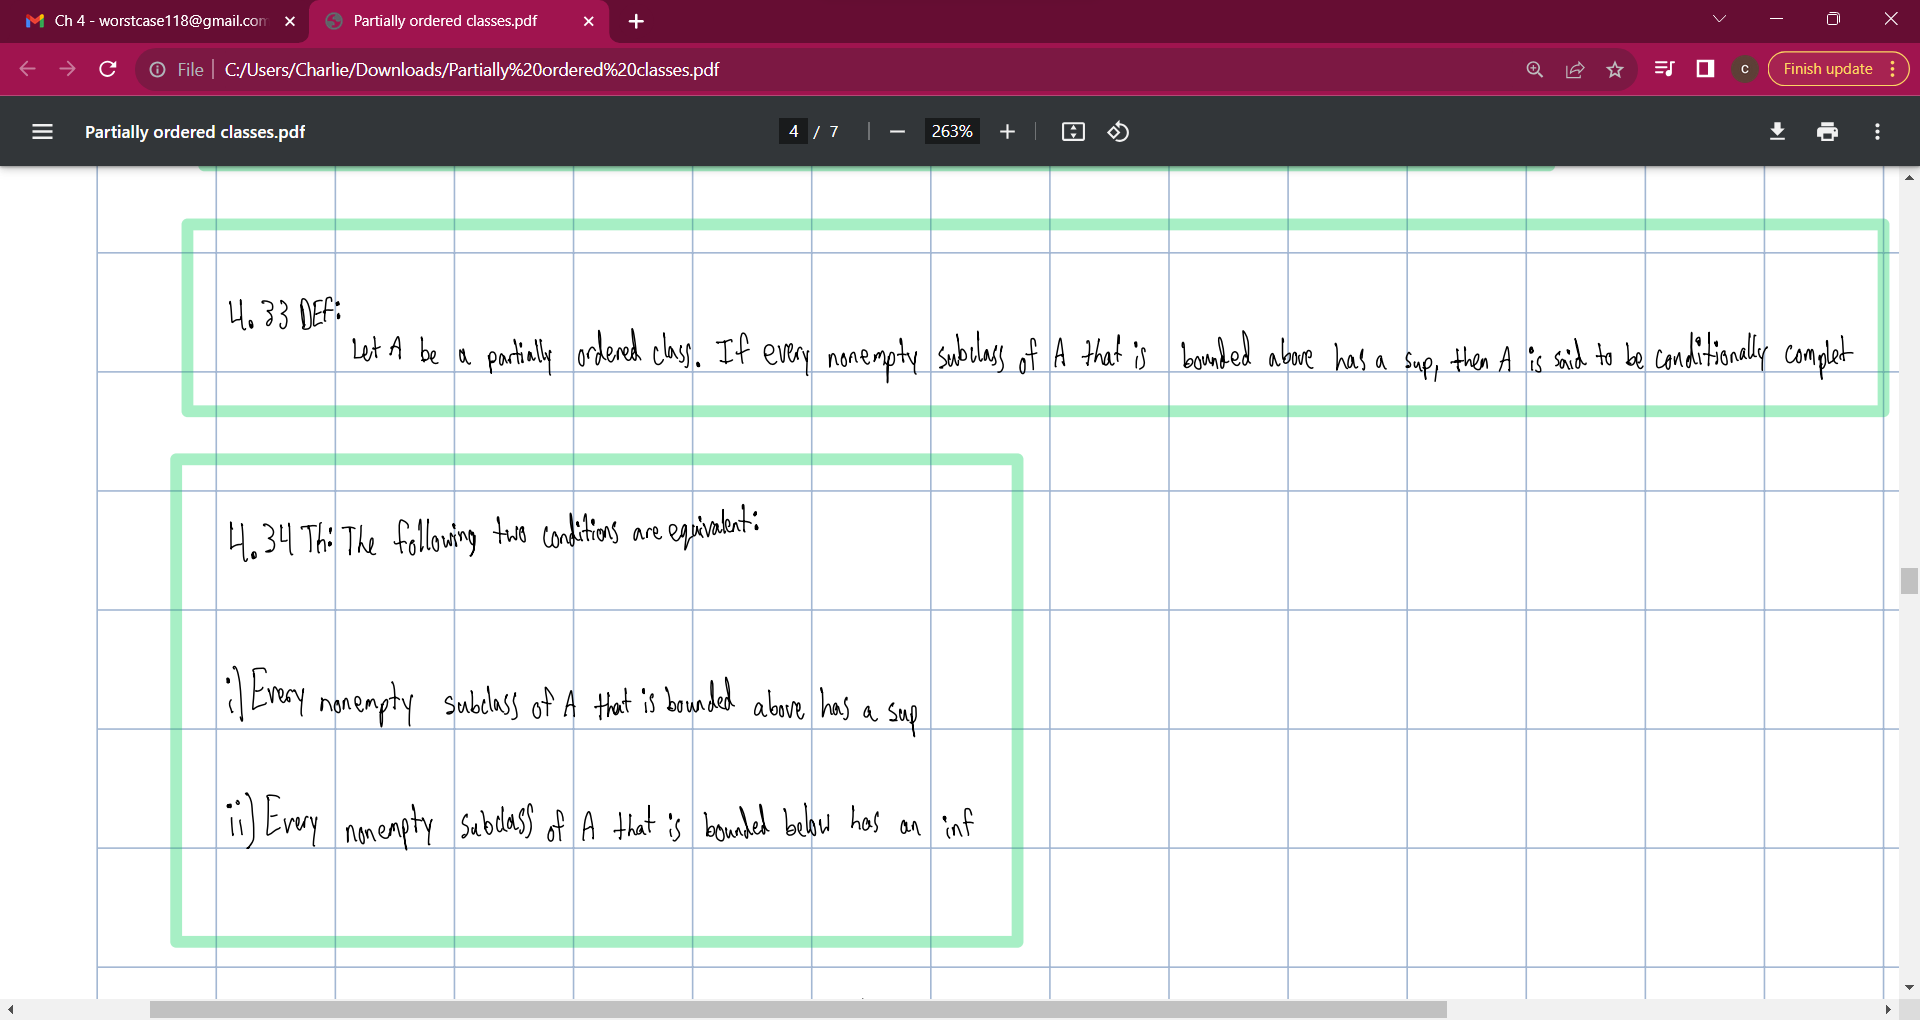 Ch 4 - worstcase118@gmail.com
Partially ordered classes.pdf
File
C:/Users/Charlie/Downloads/Partially%20ordered%20classes.pdf
C
Finish update
Partially ordered classes.pdf
4 / 7
263%
4.33 DEf:
Let A be a partially ordered class. If every nonempty subclass of A that is bounded above has a sup, then A is said to be conditionally complet
4.34 Th: The following two conditions are equivalent:
i) Every nonempty subclass of A that is bounded above has a sup
ii) Every nonempty subclass of A that is bounded below has an inf